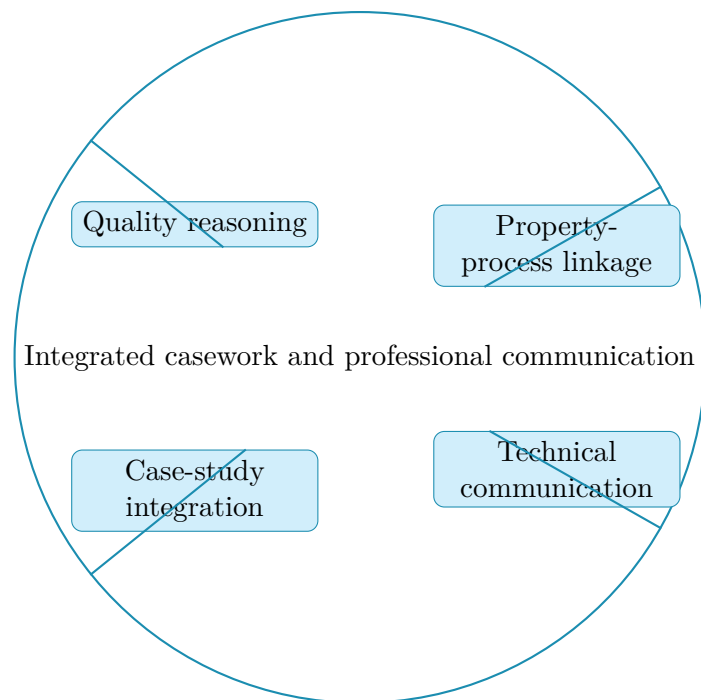 Quality reasoning
Property-
process linkage
Integrated casework and professional communication
Case-study
integration
Technical
communication